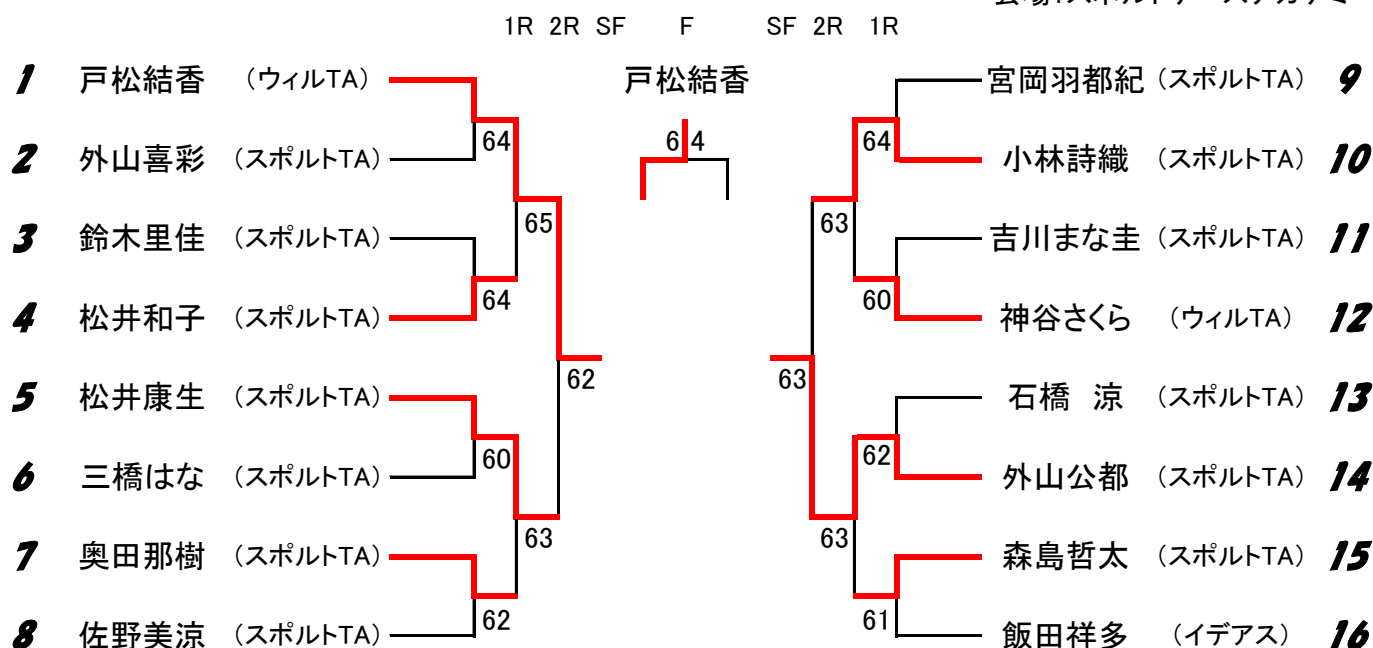 1R 2R SF F SF 2R 1R
戸松結香
6 4
1 戸松結香 (ウィルTA)
64
2 外山喜彩 (スポルトTA)
65
3 鈴木里佳 (スポルトTA)
64
4 松井和子 (スポルトTA)
62
5 松井康生 (スポルトTA)
60
6 三橋はな (スポルトTA)
63
7 奥田那樹 (スポルトTA)
62
8 佐野美涼 (スポルトTA)
宮岡羽都紀 (スポルトTA) 9
64
小林詩織 (スポルトTA) 10
63
吉川まな圭 (スポルトTA) 11
60
神谷さくら (ウィルTA) 12
63
石橋 涼 (スポルトTA) 13
62
外山公都 (スポルトTA) 14
63
森島哲太 (スポルトTA) 15
61
飯田祥多 (イデアス) 16